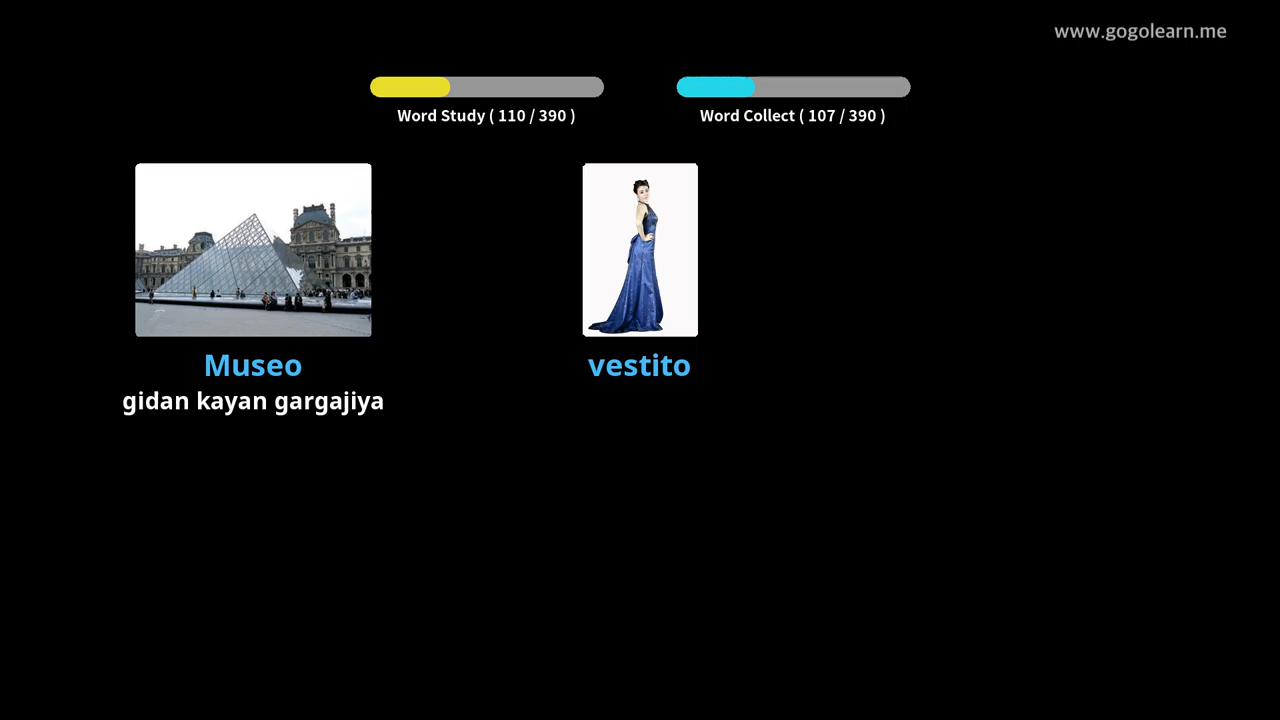 www.gogolearn.me
Word Study ( 110 / 390 )
Word Collect ( 107 / 390 )
Museo
gidan kayan gargajiya
vestito